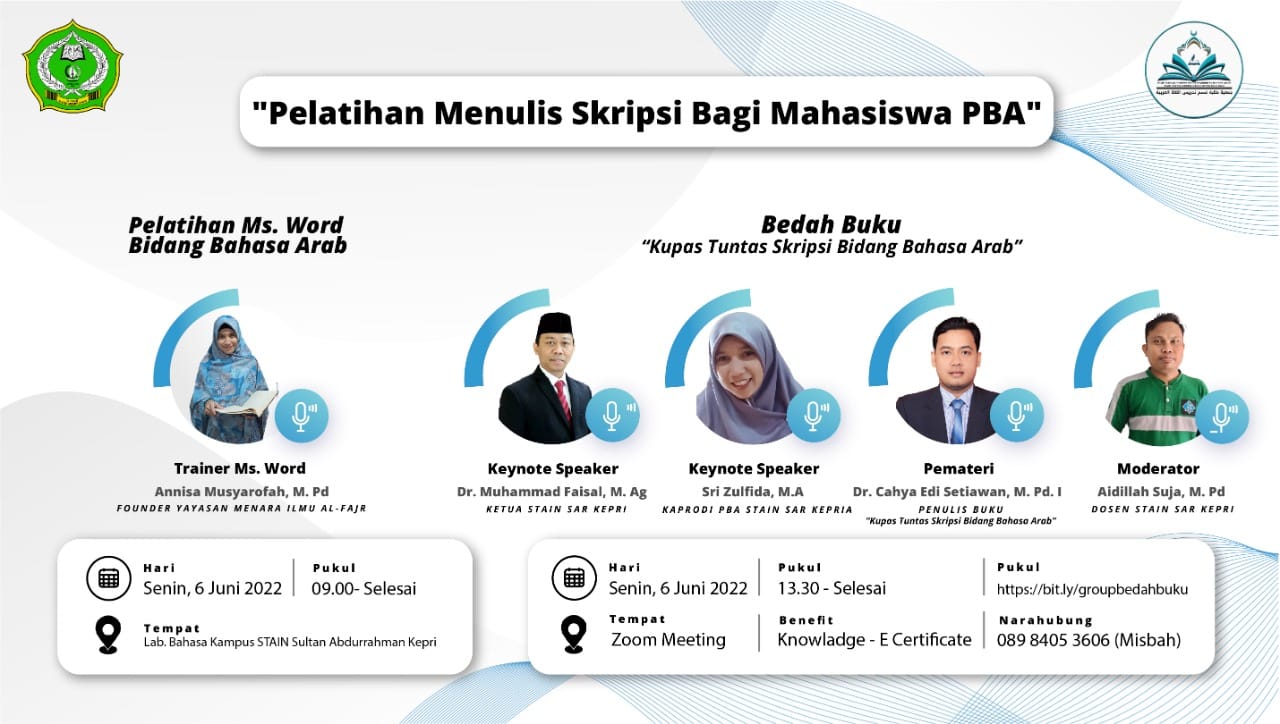 "Pelatihan Menulis Skripsi Bagi Mahasiswa PBA"
Pelatihan Ms. Word
Bidang Bahasa Arab
Bedah Buku
“Kupas Tuntas Skripsi Bidang Bahasa Arab”
Trainer Ms. Word
Annisa Musyarofah, M. Pd
FOUNDER YAYASAN MENARA ILMU AL-FAJR
Keynote Speaker
Dr. Muhammad Faisal, M. Ag
KETUA STAIN SAR KEPRI
Keynote Speaker
Sri Zulfida, M.A
KAPRODI PBA STAIN SAR KEPRIA
Pemateri
Dr. Cahya Edi Setiawan, M. Pd. I
PENULIS BUKU
"Kupas Tuntas Skripsi Bidang Bahasa Arab"
Moderator
Aidillah Suja, M. Pd
DOSEN STAIN SAR KEPRI
Hari
Senin, 6 Juni 2022
Pukul
09.00- Selesai
Tempat
Lab. Bahasa Kampus STAIN Sultan Abdurrahman Kepri
Hari
Senin, 6 Juni 2022
Pukul
13.30 - Selesai
Pukul
https://bit.ly/groupbedahbuku
Tempat
Zoom Meeting
Benefit
Knowladge - E Certificate
Narahubung
089 8405 3606 (Misbah)